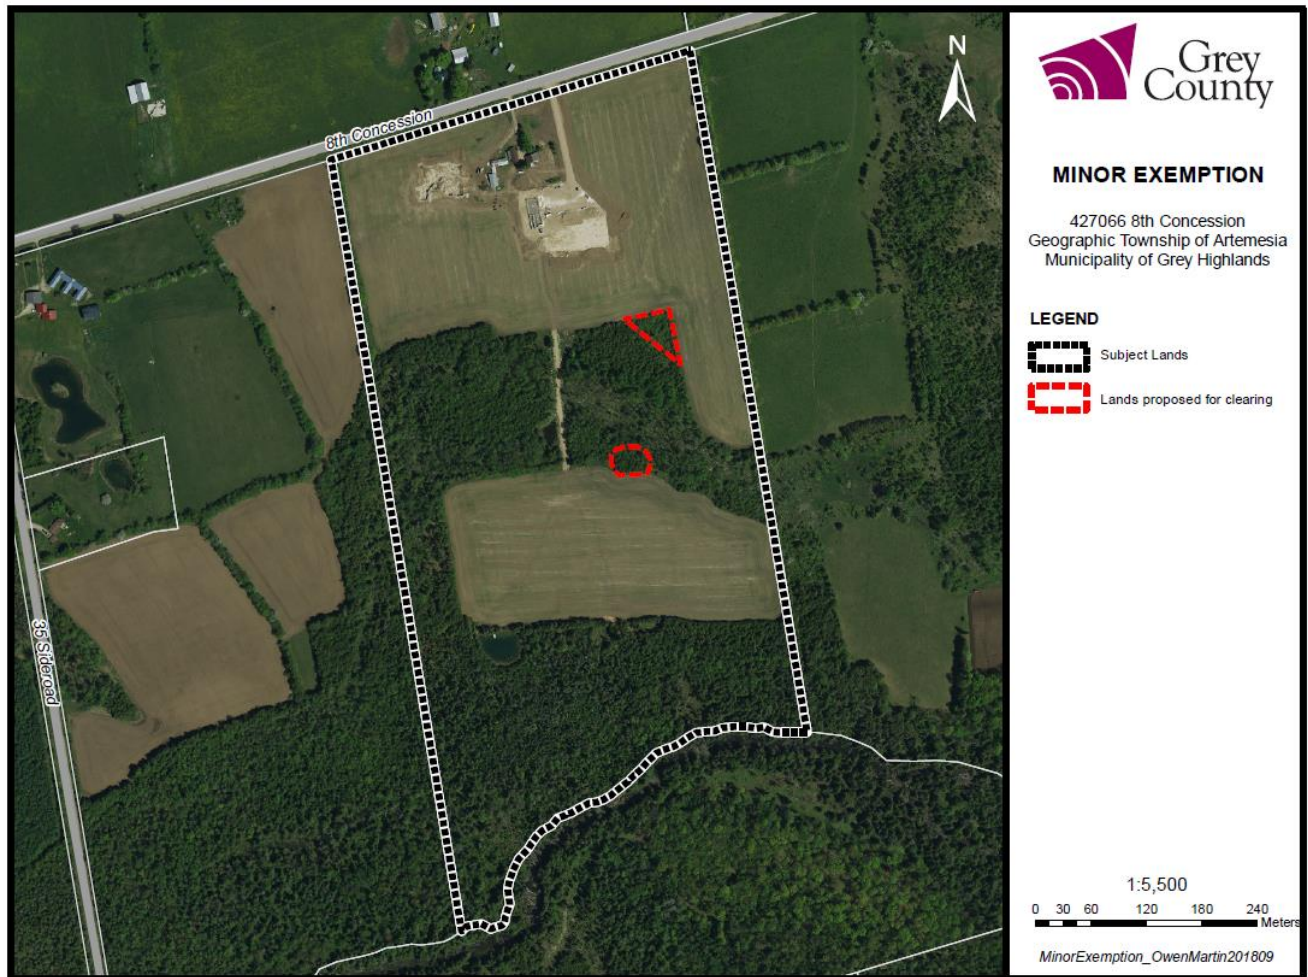 8th Concession
35 Sideroad
N
Grey
County
MINOR EXEMPTION
427066 8th Concession
Geographic Township of Artemesia
Municipality of Grey Highlands
LEGEND
Subject Lands
Lands proposed for clearing
1:5,500
0 30 60 120 180 240
Meters
MinorExemption_OwenMartin201809